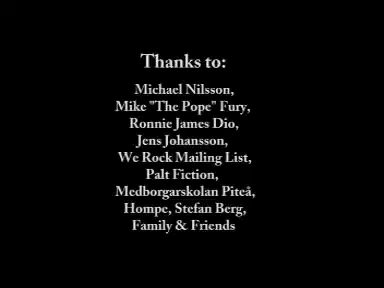 Thanks to:
Michael Nilsson,
Mike "The Pope" Fury,
Ronnie James Dio,
Jens Johansson,
We Rock Mailing List,
Palt Fiction,
Medborgarskolan Piteå,
Hompe, Stefan Berg,
Family & Friends